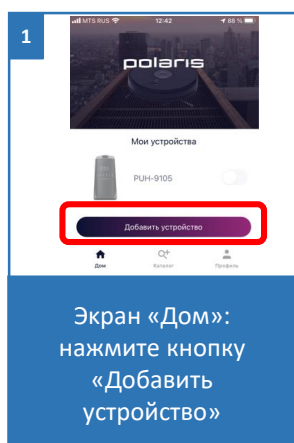 1
MTS RUS 12:42 88 %
polaris
Мои устройства
PUH-9105
Добавить устройство
Дом Каталог Профиль
Экран «Дом»:
нажмите кнопку
«Добавить
устройство»